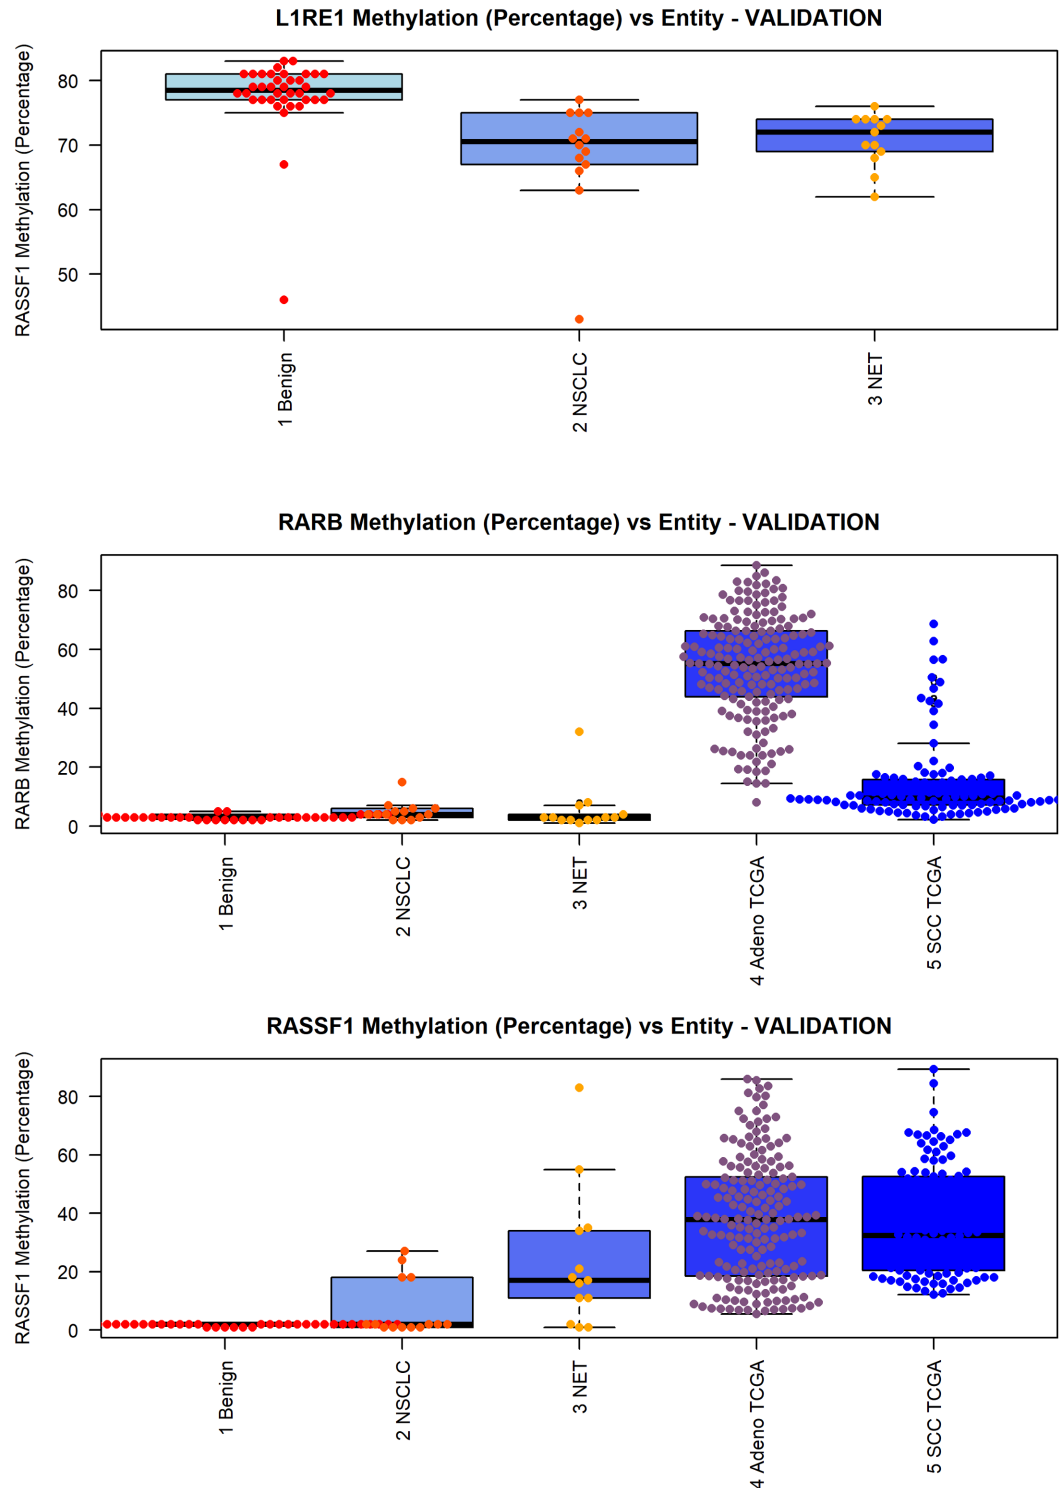 L1RE1 Methylation (Percentage) vs Entity - VALIDATION
RASSF1 Methylation (Percentage)
80
70
60
50
1 Benign
2 NSCLC
3 NET
RARB Methylation (Percentage) vs Entity - VALIDATION
RARB Methylation (Percentage)
80
60
40
20
0
1 Benign
2 NSCLC
3 NET
4 Adeno TCGA
5 SCC TCGA
RASSF1 Methylation (Percentage) vs Entity - VALIDATION
RASSF1 Methylation (Percentage)
80
60
40
20
0
1 Benign
2 NSCLC
3 NET
4 Adeno TCGA
5 SCC TCGA